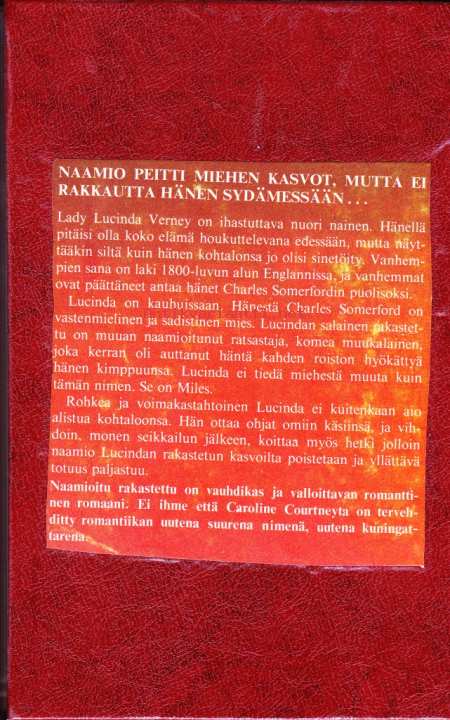 NAAMIO PEITTI MIEHEN KASVOT, MUTTA EI
RAKKAUTTA HÄNEN SYDÄMESSÄÄN . . .
Lady Lucinda Verney on ihastuttava nuori nainen. Hänellä
pitäisi olla koko elämä houkuttelevana edessään, mutta näyt-
tääkin siltä kuin hänen kohtalonsa jo olisi sinetöity. Vanhem-
pien sana on laki 1800-luvun alun Englannissa, ja vanhemmat
ovat päättäneet antaa hänet Charles Somerfordin puolisoksi.
Lucinda on kauhuissaan. Hänestä Charles Somerford on
vastenmielinen ja sadistinen mies. Lucindan salainen rakastet-
tu on muuan naamioitunut ratsastaja, komea muukalainen,
joka kerran oli auttanut häntä kahden roiston hyökättyä
hänen kimppuunsa. Lucinda ei tiedä miehestä muuta kuin
tämän nimen. Se on Miles.
Rohkea ja voimakastahtoinen Lucinda ei kuitenkaan aio
alistua kohtaloonsa. Hän ottaa ohjat omiin käsiinsä, ja vih-
doin, monen seikkailun jälkeen, koittaa myös hetki jolloin
naamio Lucindan rakastetun kasvoilta poistetaan ja yllättävä
totuus paljastuu.
Naamioitu rakastettu on vauhdikas ja valloittavan romantti-
nen romaani. Ei ihme että Caroline Courtneyta on terveh-
ditty romantiikan uutena suurena nimenä, uutena kuningat-
tarena.